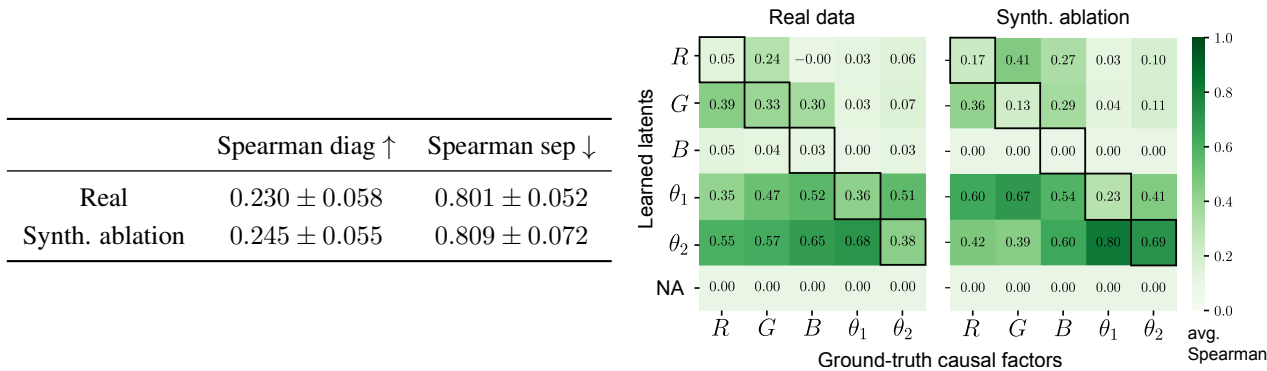 Spearman diag ↑ Spearman sep ↓
Real 0.230 ± 0.058 0.801 ± 0.052
Synth. ablation 0.245 ± 0.055 0.809 ± 0.072
Real data
Synth. ablation
Learned latents
R 0.05 0.24 −0.00 0.03 0.06
G 0.39 0.33 0.30 0.03 0.07
B 0.05 0.04 0.03 0.00 0.03
θ₁ 0.35 0.47 0.52 0.36 0.51
θ₂ 0.55 0.57 0.65 0.68 0.38
NA 0.00 0.00 0.00 0.00 0.00
R G B θ₁ θ₂
0.17 0.41 0.27 0.03 0.10
0.36 0.13 0.29 0.04 0.11
0.00 0.00 0.00 0.00 0.00
0.60 0.67 0.54 0.23 0.41
0.42 0.39 0.60 0.80 0.69
0.00 0.00 0.00 0.00 0.00
R G B θ₁ θ₂
Ground-truth causal factors
1.0
0.8
0.6
0.4
0.2
0.0
avg.
Spearman